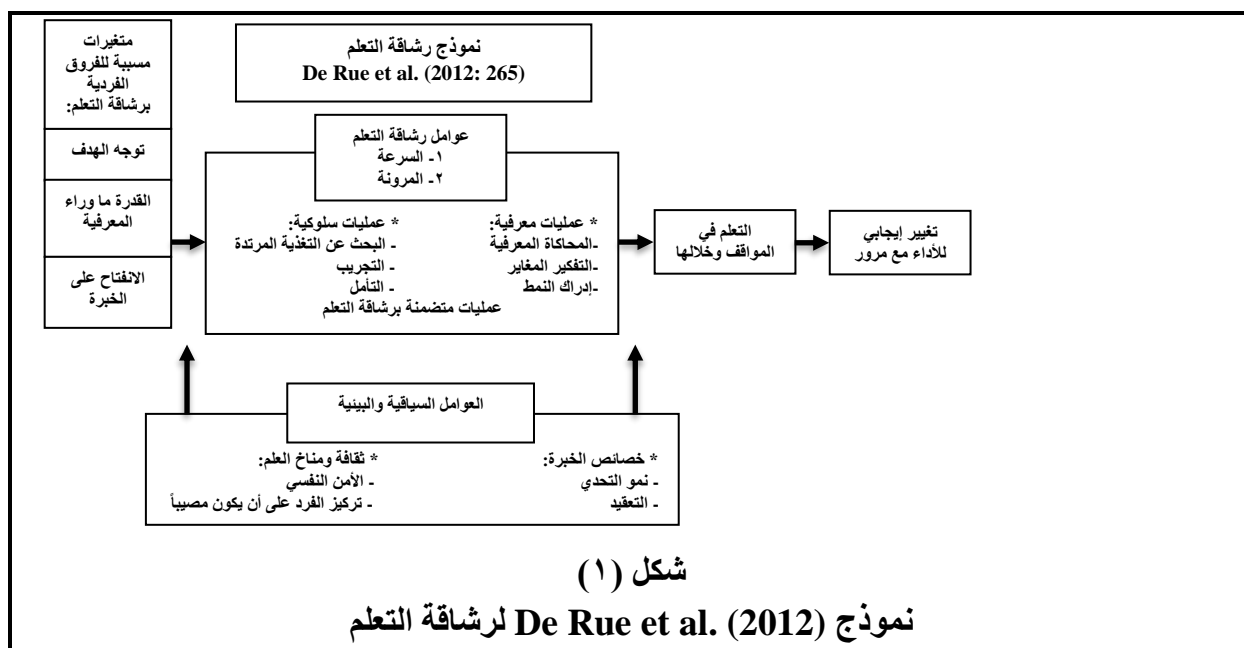 متغيرات
مسببة للفروق
الفردية
برشاقة التعلم:
توجه الهدف
القدرة ما وراء
المعرفية
الانفتاح على
الخبرة
نموذج رشاقة التعلم
De Rue et al. (2012: 265)
عوامل رشاقة التعلم
١- السرعة
٢- المرونة
* عمليات معرفية:
-المحاكاة المعرفية
-التفكير المغاير
-إدراك النمط
* عمليات سلوكية:
- البحث عن التغذية المرتدة
- التجريب
- التأمل
عمليات متضمنة برشاقة التعلم
التعلم في
المواقف وخلالها
تغيير إيجابي
للأداء مع مرور
العوامل السياقية والبيئية
* خصائص الخبرة:
- نمو التحدي
- التعقيد
* ثقافة ومناخ العلم:
- الأمن النفسي
- تركيز الفرد على أن يكون مصيباً
شكل (١)
نموذج De Rue et al. (2012) لرشاقة التعلم